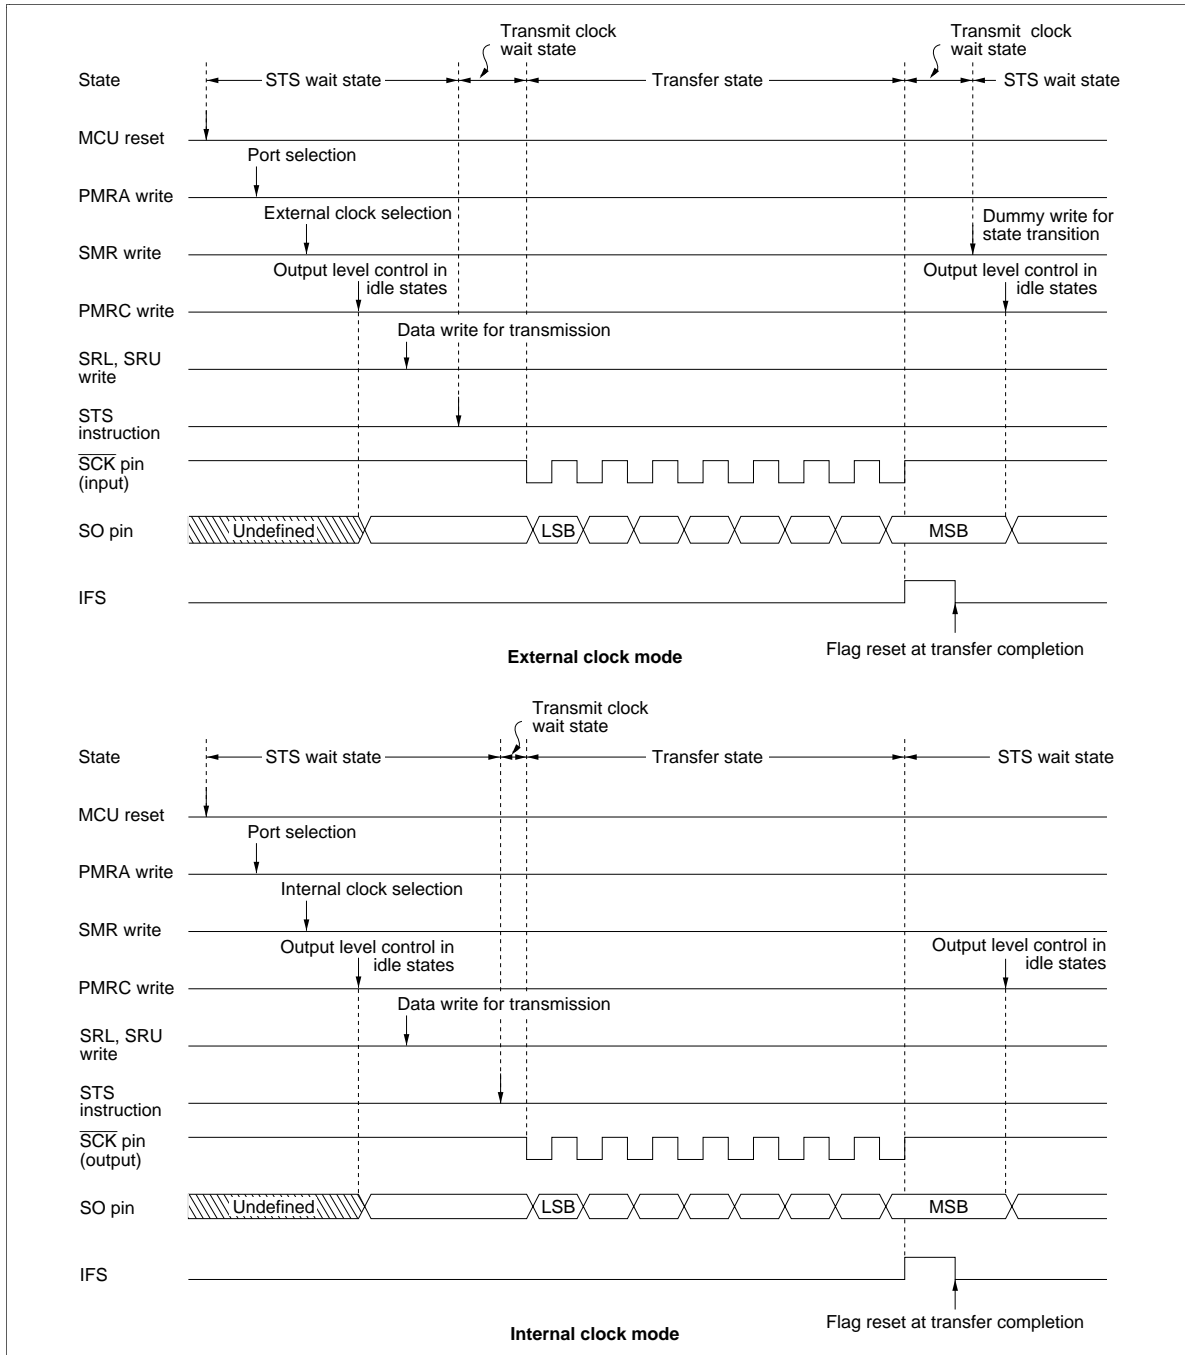 Transmit clock
wait state
Transmit clock
wait state
State
STS wait state
Transfer state
STS wait state
MCU reset
Port selection
PMRA write
External clock selection
Dummy write for
state transition
SMR write
Output level control in
idle states
Output level control in
idle states
PMRC write
Data write for transmission
SRL, SRU
write
STS
instruction
SCK pin
(input)
SO pin
Undefined
LSB
MSB
IFS
Flag reset at transfer completion
External clock mode
Transmit clock
wait state
State
STS wait state
Transfer state
STS wait state
MCU reset
Port selection
PMRA write
Internal clock selection
SMR write
Output level control in
idle states
Output level control in
idle states
PMRC write
Data write for transmission
SRL, SRU
write
STS
instruction
SCK pin
(output)
SO pin
Undefined
LSB
MSB
IFS
Flag reset at transfer completion
Internal clock mode